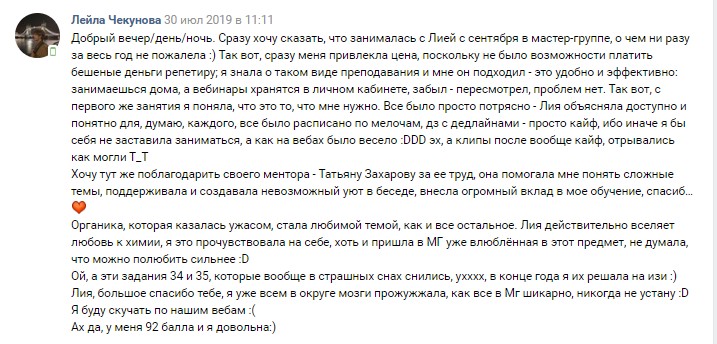 Лейла Чекунова 30 июл 2019 в 11:11
Добрый вечер/день/ночь. Сразу хочу сказать, что занималась с Лией с сентября в мастер-группе, о чем ни разу
за весь год не пожалела :) Так вот, сразу меня привлекла цена, поскольку не было возможности платить
бешеные деньги репетиру; я знала о таком виде преподавания и мне он подходил - это удобно и эффективно:
занимаешься дома, а вебинары хранятся в личном кабинете, забыл - пересмотрел, проблем нет. Так вот, с
первого же занятия я поняла, что это то, что мне нужно. Все было просто потрясно - Лия объясняла доступно и
понятно для, думаю, каждого, все было расписано по мелочам, дз с дедлайнами - просто кайф, ибо иначе я бы
себя не заставила заниматься, а как на вебах было весело :DDD эх, а клипы после вообще кайф, отрывались
как могли Т_Т
Хочу тут же поблагодарить своего ментора - Татьяну Захарову за ее труд, она помогала мне понять сложные
темы, поддерживала и создавала невозможный уют в беседе, внесла огромный вклад в мое обучение, спасиб...
Органика, которая казалась ужасом, стала любимой темой, как и все остальное. Лия действительно вселяет
любовь к химии, я это прочувствовала на себе, хоть и пришла в МГ уже влюблённая в этот предмет, не думала,
что можно полюбить сильнее :D
Ой, а эти задания 34 и 35, которые вообще в страшных снах снились, ухххх, в конце года я их решала на изи :)
Лия, большое спасибо тебе, я уже всем в округе мозги прожужжала, как все в Мг шикарно, никогда не устану :D
Я буду скучать по нашим вебам :(
Ах да, у меня 92 балла и я довольна:)